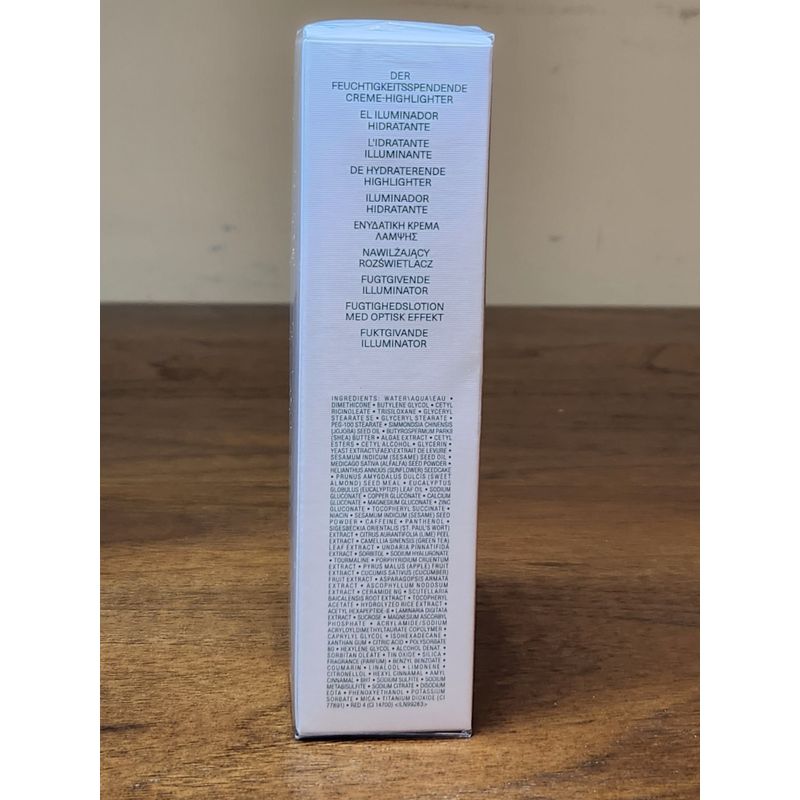 DER
FEUCHTIGKEITSSPENDENDE
CREME-HIGHLIGHTER
EL ILUMINADOR
HIDRATANTE
L'IDRATANTE
ILLUMINANTE
DE HYDRATERENDE
HIGHLIGHTER
ILUMINADOR
HIDRATANTE
ΕΝΥΔΑΤΙΚΗ ΚΡΕΜΑ
ΛΑΜΨΗΣ
NAWILŻAJĄCY
ROZŚWIETLACZ
FUGTGIVENDE
ILLUMINATOR
FUGTIGHEDSLOTION
MED OPTISK EFFEKT
FUKTGIVANDE
ILLUMINATOR
INGREDIENTS: WATER\AQUA\EAU •
DIMETHICONE • BUTYLENE GLYCOL • CETYL
RICINOLEATE • TRISILOXANE • GLYCERYL
STEARATE SE • GLYCERYL STEARATE •
PEG-100 STEARATE • SIMMONDSIA CHINENSIS
(JOJOBA) SEED OIL • BUTYROSPERMUM PARKII
(SHEA) BUTTER • ALGAE EXTRACT • CETYL
ESTERS • CETYL ALCOHOL • GLYCERIN •
YEAST EXTRACT\FAEX\EXTRAIT DE LEVURE •
SESAMUM INDICUM (SESAME) SEED OIL •
MEDICAGO SATIVA (ALFALFA) SEED POWDER •
HELIANTHUS ANNUUS (SUNFLOWER) SEEDCAKE
• PRUNUS AMYGDALUS DULCIS (SWEET
ALMOND) SEED MEAL • EUCALYPTUS
GLOBULUS (EUCALYPTUS) LEAF OIL • SODIUM
GLUCONATE • COPPER GLUCONATE • CALCIUM
GLUCONATE • MAGNESIUM GLUCONATE • ZINC
GLUCONATE • TOCOPHERYL SUCCINATE •
NIACIN • SESAMUM INDICUM (SESAME) SEED
POWDER • CAFFEINE • PANTHENOL •
SIGESBECKIA ORIENTALIS (ST. PAUL'S WORT)
EXTRACT • CITRUS AURANTIFOLIA (LIME) PEEL
EXTRACT • CAMELLIA SINENSIS (GREEN TEA)
LEAF EXTRACT • UNDARIA PINNATIFIDA
EXTRACT • SORBITOL • SODIUM HYALURONATE
• TOURMALINE • PORPHYRIDIUM CRUENTUM
EXTRACT • PYRUS MALUS (APPLE) FRUIT
EXTRACT • CUCUMIS SATIVUS (CUCUMBER)
FRUIT EXTRACT • ASPARAGOPSIS ARMATA
EXTRACT • ASCOPHYLLUM NODOSUM
EXTRACT • CERAMIDE NG • SCUTELLARIA
BAICALENSIS ROOT EXTRACT • TOCOPHERYL
ACETATE • HYDROLYZED RICE EXTRACT •
ACETYL HEXAPEPTIDE-8 • LAMINARIA DIGITATA
EXTRACT • SUCROSE • MAGNESIUM ASCORBYL
PHOSPHATE • ACRYLAMIDE/SODIUM
ACRYLOYLDIMETHYLTAURATE COPOLYMER •
CAPRYLYL GLYCOL • ISOHEXADECANE •
XANTHAN GUM • CITRIC ACID • POLYSORBATE
80 • HEXYLENE GLYCOL • ALCOHOL DENAT. •
SORBITAN OLEATE • TIN OXIDE • SILICA •
FRAGRANCE (PARFUM) • BENZYL BENZOATE •
COUMARIN • LINALOOL • LIMONENE •
CITRONELLOL • HEXYL CINNAMAL • AMYL
CINNAMAL • BHT • SODIUM SULFITE • SODIUM
METABISULFITE • SODIUM CITRATE • DISODIUM
EDTA • PHENOXYETHANOL • POTASSIUM
SORBATE • MICA • TITANIUM DIOXIDE (CI
77891) • RED 4 (CI 14700) <ILN99283>